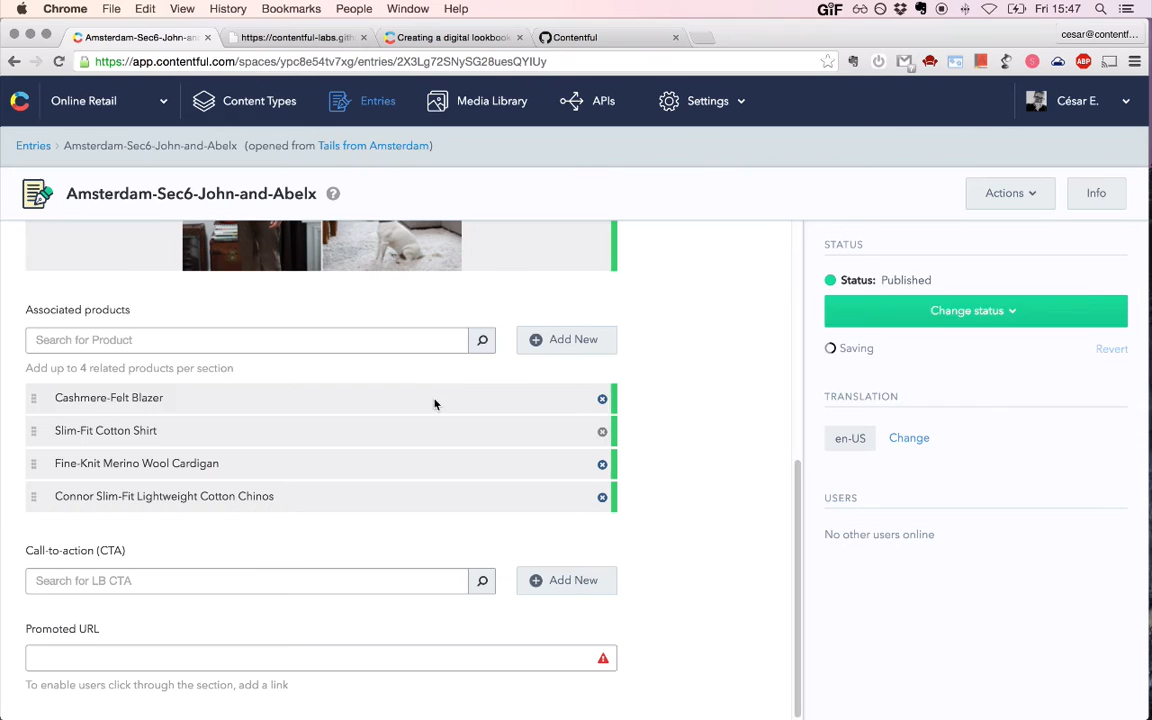 Chrome File Edit View History Bookmarks People Window Help GIF Fri 15:47
Amsterdam-Sec6-John-and- https://contentful-labs.gith Creating a digital lookbook Contentful cesar@contentf...
https://app.contentful.com/spaces/ypc8e54tv7xg/entries/2X3Lg72SNySG28uesQYIUy
Online Retail Content Types Entries Media Library APIs Settings César E.
Entries › Amsterdam-Sec6-John-and-Abelx (opened from Tails from Amsterdam)
Amsterdam-Sec6-John-and-Abelx ? Actions Info
STATUS
Status: Published
Change status
Saving Revert
Associated products
Search for Product Add New
Add up to 4 related products per section
Cashmere-Felt Blazer
Slim-Fit Cotton Shirt
Fine-Knit Merino Wool Cardigan
Connor Slim-Fit Lightweight Cotton Chinos
TRANSLATION
en-US Change
USERS
No other users online
Call-to-action (CTA)
Search for LB CTA Add New
Promoted URL
To enable users click through the section, add a link